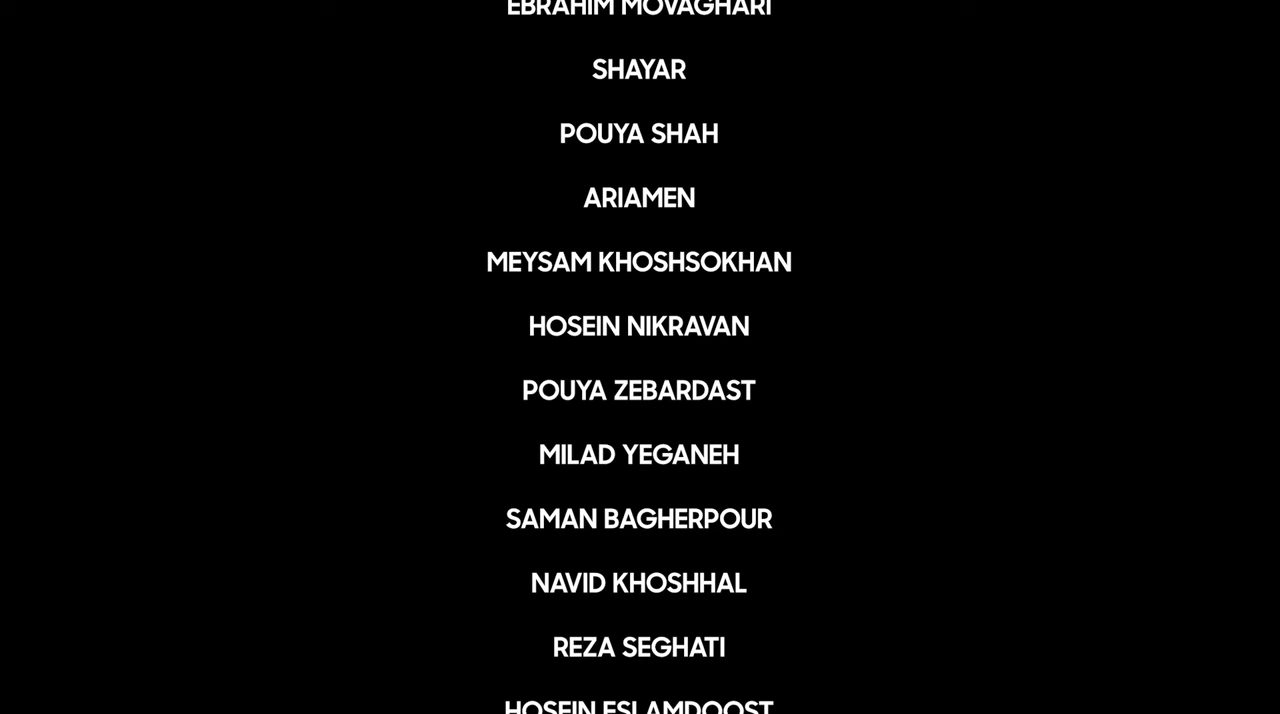 EBRAHIM MOVAGHARI
SHAYAR
POUYA SHAH
ARIAMEN
MEYSAM KHOSHSOKHAN
HOSEIN NIKRAVAN
POUYA ZEBARDAST
MILAD YEGANEH
SAMAN BAGHERPOUR
NAVID KHOSHHAL
REZA SEGHATI
HOSEIN ESLAMDOOST